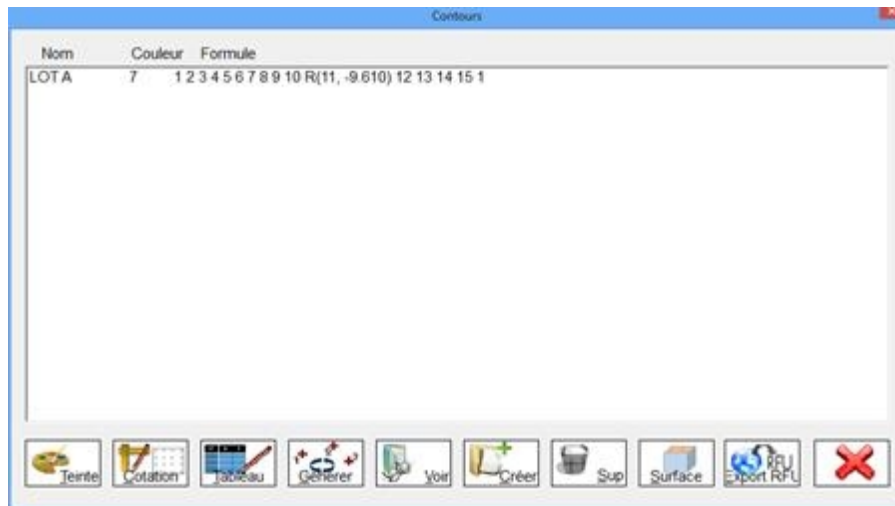 Contours
Nom Couleur Formule
LOT A 7 1 2 3 4 5 6 7 8 9 10 R(11, -9.610) 12 13 14 15 1
Teinte Cotation Tableau Générer Voir Créer Sup Surface RFU Export RFU